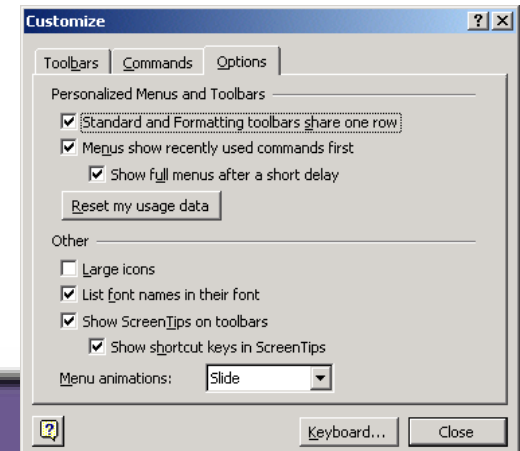 Customize
Toolbars Commands Options
Personalized Menus and Toolbars
Standard and Formatting toolbars share one row
Menus show recently used commands first
Show full menus after a short delay
Reset my usage data
Other
Large icons
List font names in their font
Show ScreenTips on toolbars
Show shortcut keys in ScreenTips
Menu animations: Slide
Keyboard... Close